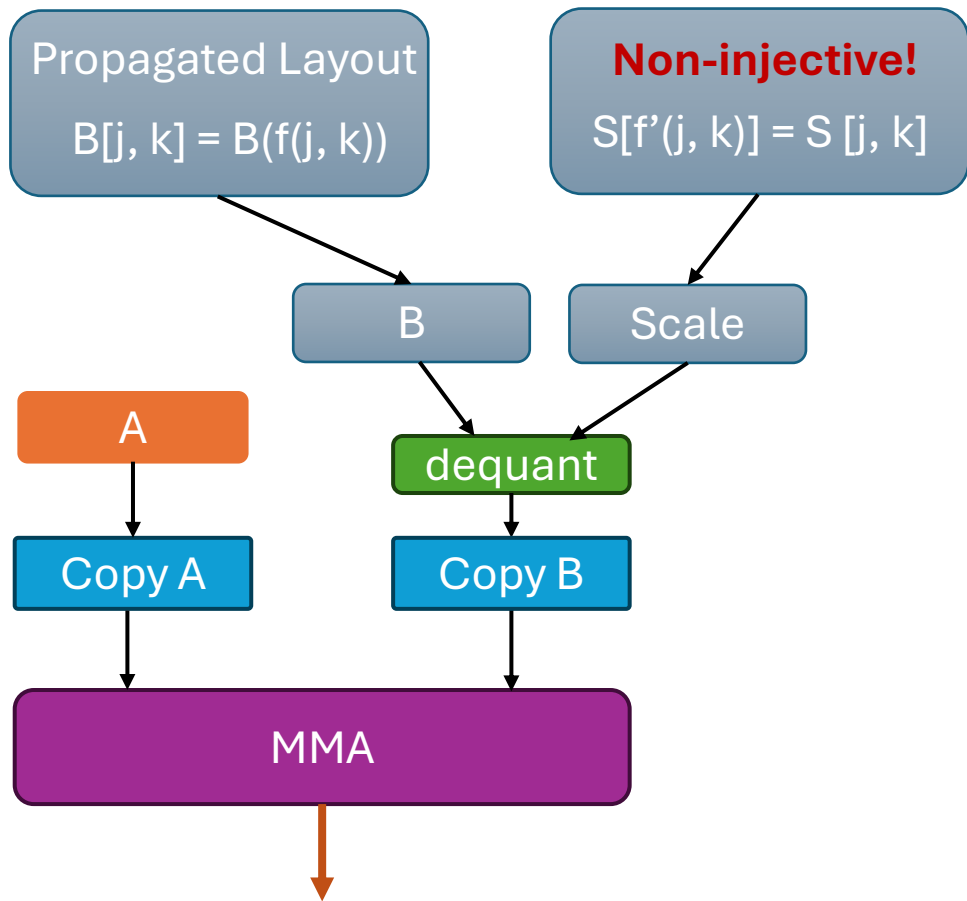 Propagated Layout
B[j, k] = B(f(j, k))
Non-injective!
S[f’(j, k)] = S [j, k]
B
Scale
A
dequant
Copy A
Copy B
MMA